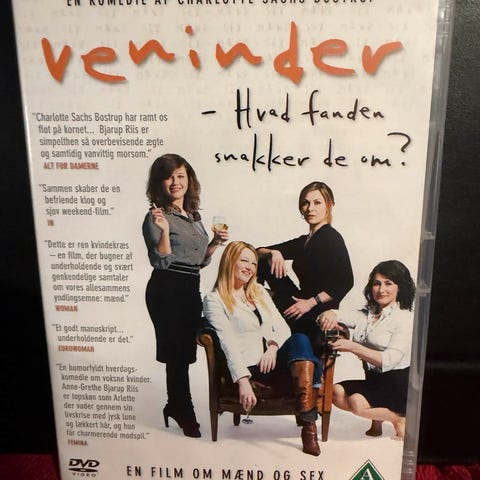 EN KOMEDIE AF CHARLOTTE SACHS BOSTRUP
veninder
- Hvad fanden
snakker de om?
"Charlotte Sachs Bostrup har ramt os
flot på kornet... Bjarup Riis er
simpelthen så overbevisende ægte
og samtidig vanvittig morsom."
ALT FOR DAMERNE
"Sammen skaber de en
befriende klog og
sjov weekend-film."
IN
"Dette er ren kvindekræs
– en film, der bugner af
underholdende og svært
genkendelige samtaler
om vores allesammens
yndlingsemne: mænd."
WOMAN
"Et godt manuskript...
underholdende er det."
EUROWOMAN
"En humorfyldt hverdags-
komedie om voksne kvinder.
Anne-Grethe Bjarup Riis
er topskøn som Arlette
der vader gennem sin
livskrise med jysk lune
og lækkert hår, og hun
får charmerende modspil."
FEMINA
DVD
VIDEO
EN FILM OM MÆND OG SEX
A